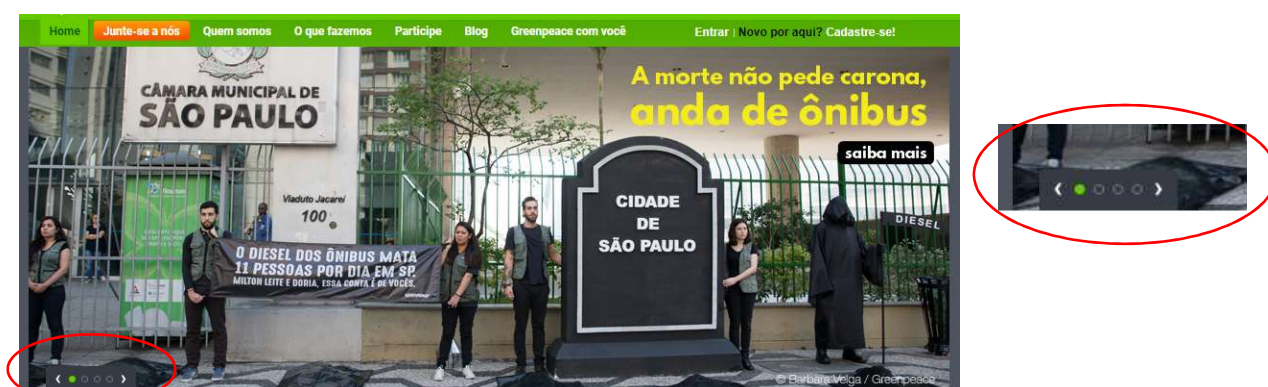 Home Junte-se a nós Quem somos O que fazemos Participe Blog Greenpeace com você Entrar | Novo por aqui? Cadastre-se!
CÂMARA MUNICIPAL DE
SÃO PAULO
A morte não pede carona,
anda de ônibus
saiba mais
Viaduto Jacareí
100
CIDADE
DE
SÃO PAULO
DIESEL
O DIESEL DOS ÔNIBUS MATA
11 PESSOAS POR DIA EM SP.
MILTON LEITE E DORIA, ESSA CONTA É DE VOCÊS.
© Barbara Veiga / Greenpeace